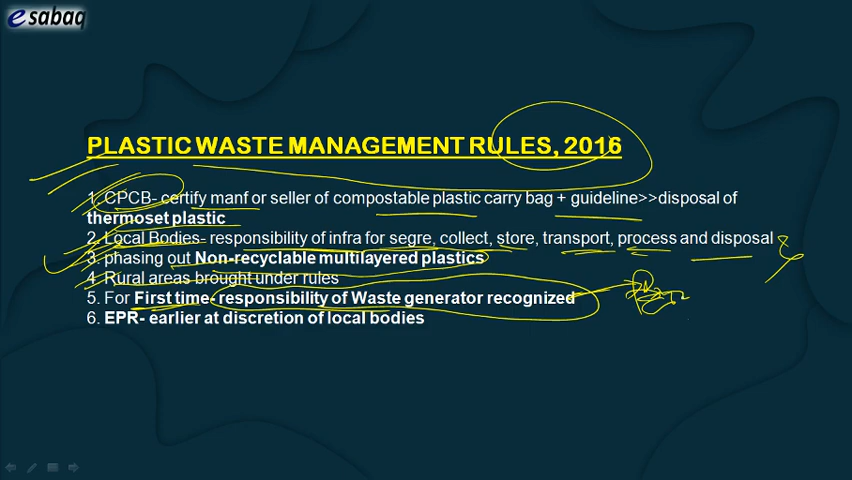 esabaq
PLASTIC WASTE MANAGEMENT RULES, 2016
1. CPCB- certify manf or seller of compostable plastic carry bag + guideline>>disposal of
thermoset plastic
2. Local Bodies- responsibility of infra for segre, collect, store, transport, process and disposal
3. phasing out Non-recyclable multilayered plastics
4. Rural areas brought under rules
5. For First time- responsibility of Waste generator recognized
6. EPR- earlier at discretion of local bodies